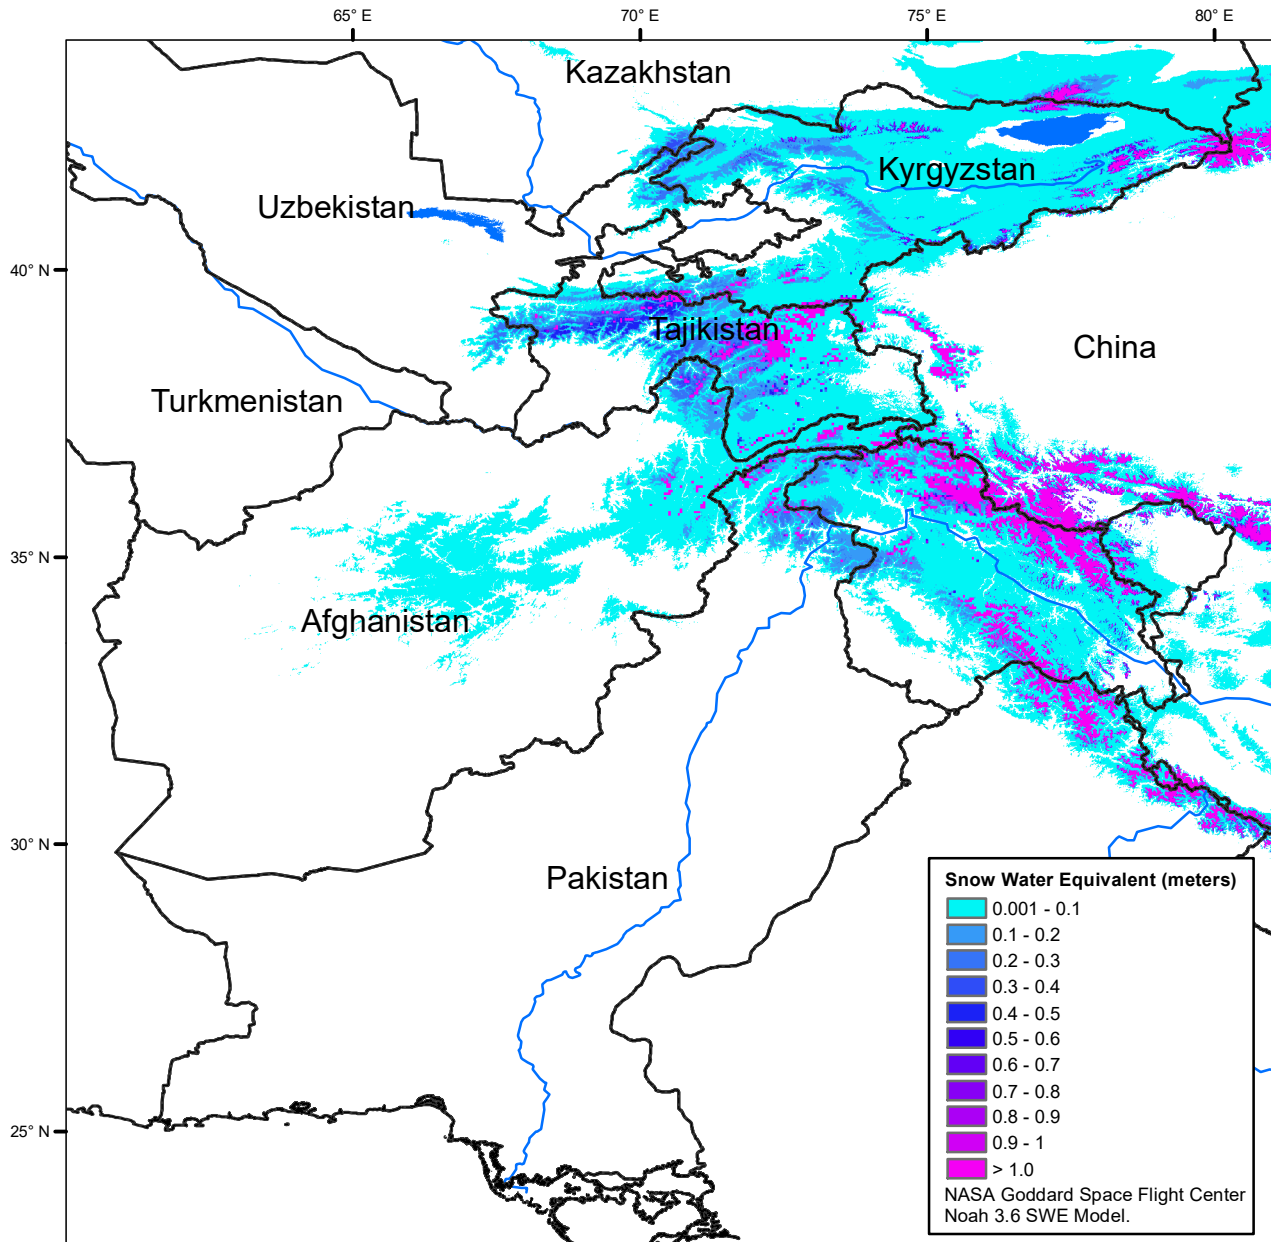 65° E
70° E
75° E
80° E
Kazakhstan
Kyrgyzstan
Uzbekistan
40° N
Tajikistan
China
Turkmenistan
35° N
Afghanistan
30° N
Pakistan
25° N
Snow Water Equivalent (meters)
0.001 - 0.1
0.1 - 0.2
0.2 - 0.3
0.3 - 0.4
0.4 - 0.5
0.5 - 0.6
0.6 - 0.7
0.7 - 0.8
0.8 - 0.9
0.9 - 1
> 1.0
NASA Goddard Space Flight Center
Noah 3.6 SWE Model.